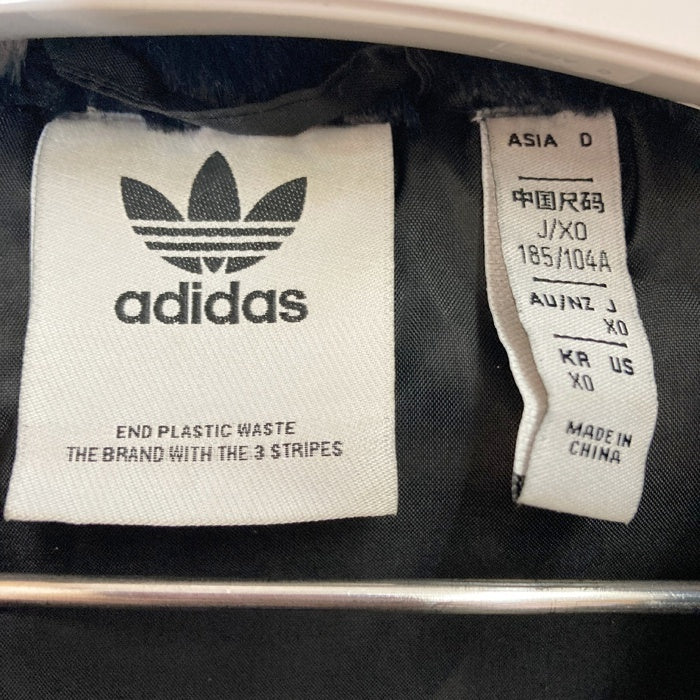 adidas
END PLASTIC WASTE
THE BRAND WITH THE 3 STRIPES
ASIA D
中国尺码
J/XO
185/104A
AU/NZ J
XO
KR US
XO
MADE IN
CHINA